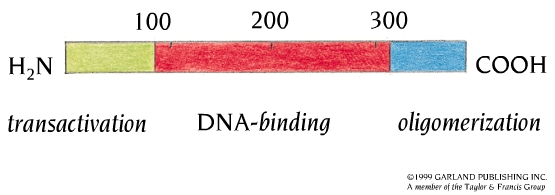 100 200 300
H₂N COOH
transactivation DNA-binding oligomerization
©1999 GARLAND PUBLISHING INC.
A member of the Taylor & Francis Group